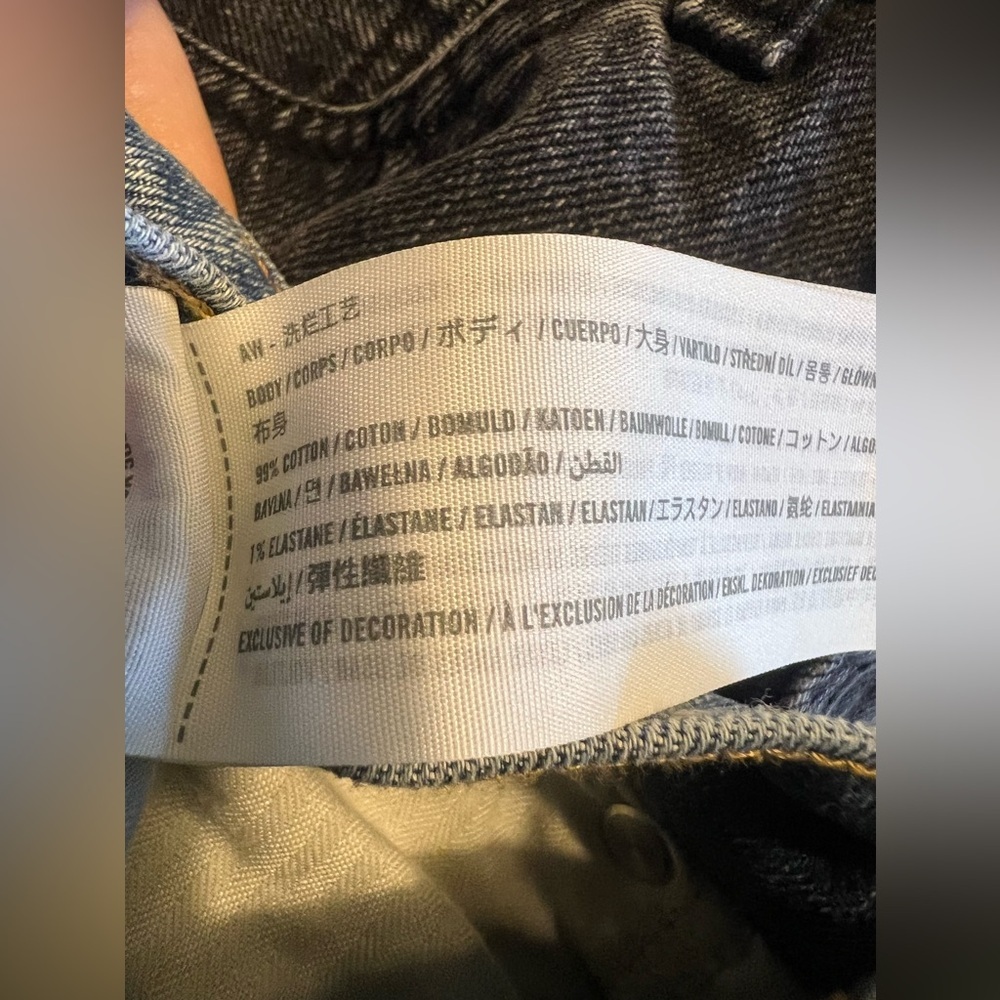 AW - 洗烂工艺
BODY / CORPS / CORPO / ボディ / CUERPO / 大身 / VARTALO / STŘEDNÍ DÍL / 몸통 / GŁÓWN
布身
99% COTTON / COTON / BOMULD / KATOEN / BAUMWOLLE / BOMULL / COTONE / コットン / ALGO
BAVLNA / 면 / BAWEŁNA / ALGODÃO / القطن
1% ELASTANE / ÉLASTANE / ELASTAN / ELASTAAN / エラスタン / ELASTANO / 氨纶 / ELASTAANIA
إيلاستين / 彈性纖維
EXCLUSIVE OF DECORATION / À L'EXCLUSION DE LA DÉCORATION / EKSKL. DEKORATION / EXCLUSIEF DEC